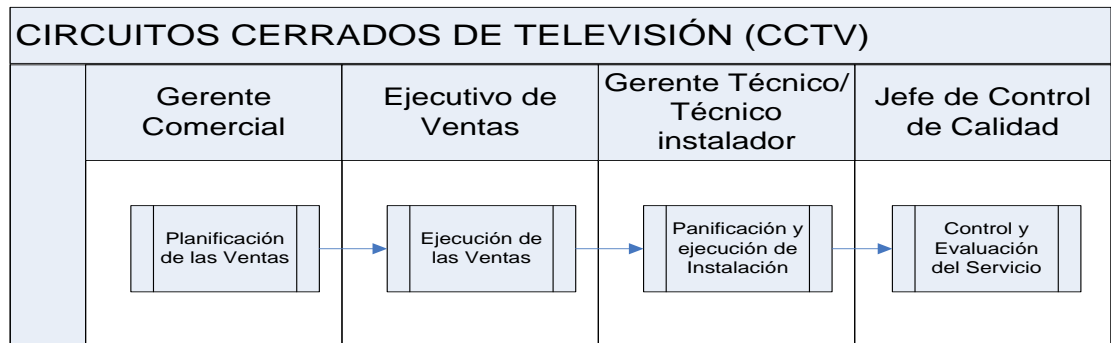 CIRCUITOS CERRADOS DE TELEVISIÓN (CCTV)
Gerente
Comercial
Ejecutivo de
Ventas
Gerente Técnico/
Técnico
instalador
Jefe de Control
de Calidad
Planificación
de las Ventas
Ejecución de
las Ventas
Panificación y
ejecución de
Instalación
Control y
Evaluación
del Servicio